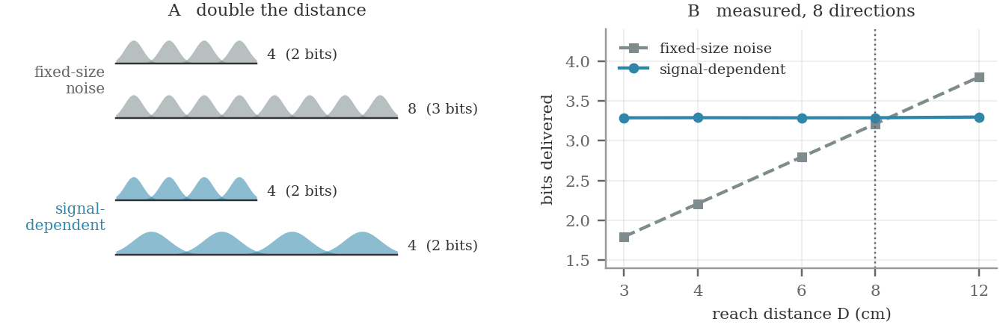 A double the distance
fixed-size
noise
4 (2 bits)
8 (3 bits)
signal-
dependent
4 (2 bits)
4 (2 bits)
B measured, 8 directions
fixed-size noise
signal-dependent
bits delivered
4.0
3.5
3.0
2.5
2.0
1.5
3 4 6 8 12
reach distance D (cm)